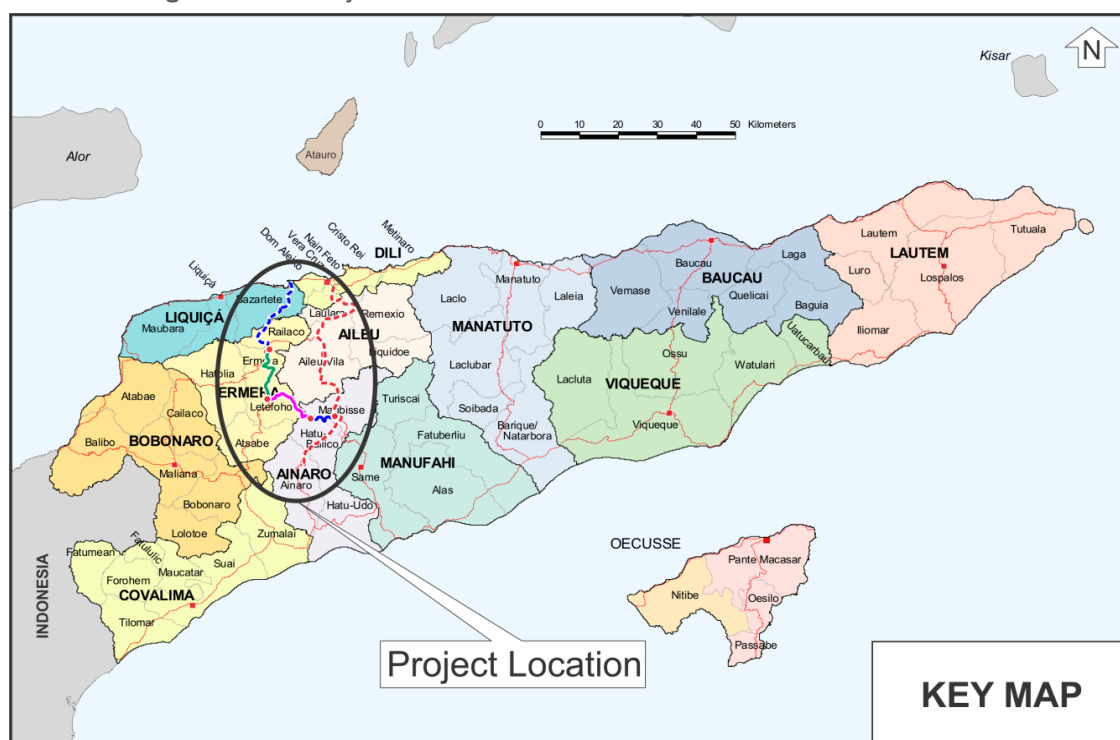 N
Kisar
Alor
Atauro
0 10 20 30 40 50 Kilometers
Metinaro
Cristo Rei
Nain Feto
Vera Cruz
Dom Aleixo
DILI
Liquiçá
Bazartete
LIQUIÇÁ
Maubara
Railaco
Laulara
Remexio
AILEU
Liquidoe
Aileu Vila
Ermera
Hatolia
ERMERA
Letefoho
Atsabe
Maubisse
Hatu-
Builico
AINARO
Ainaro
Hatu-Udo
Turiscai
Fatuberliu
MANUFAHI
Same
Alas
Laclo
Manatuto
Laleia
MANATUTO
Laclubar
Soibada
Barique/
Natarbora
Baucau
Laga
Vemase
BAUCAU
Quelicai
Venilale
Baguia
Lautem
Tutuala
LAUTEM
Luro
Lospalos
Iliomar
Ossu
Uatucarbau
Watulari
Lacluta
VIQUEQUE
Viqueque
Atabae
Cailaco
Balibo
BOBONARO
Maliana
Bobonaro
Lolotoe
Fatumean
Fatululic
Zumalai
Suai
Maucatar
Forohem
COVALIMA
Tilomar
INDONESIA
OECUSSE
Pante Macasar
Nitibe
Oesilo
Passabe
Project Location
KEY MAP